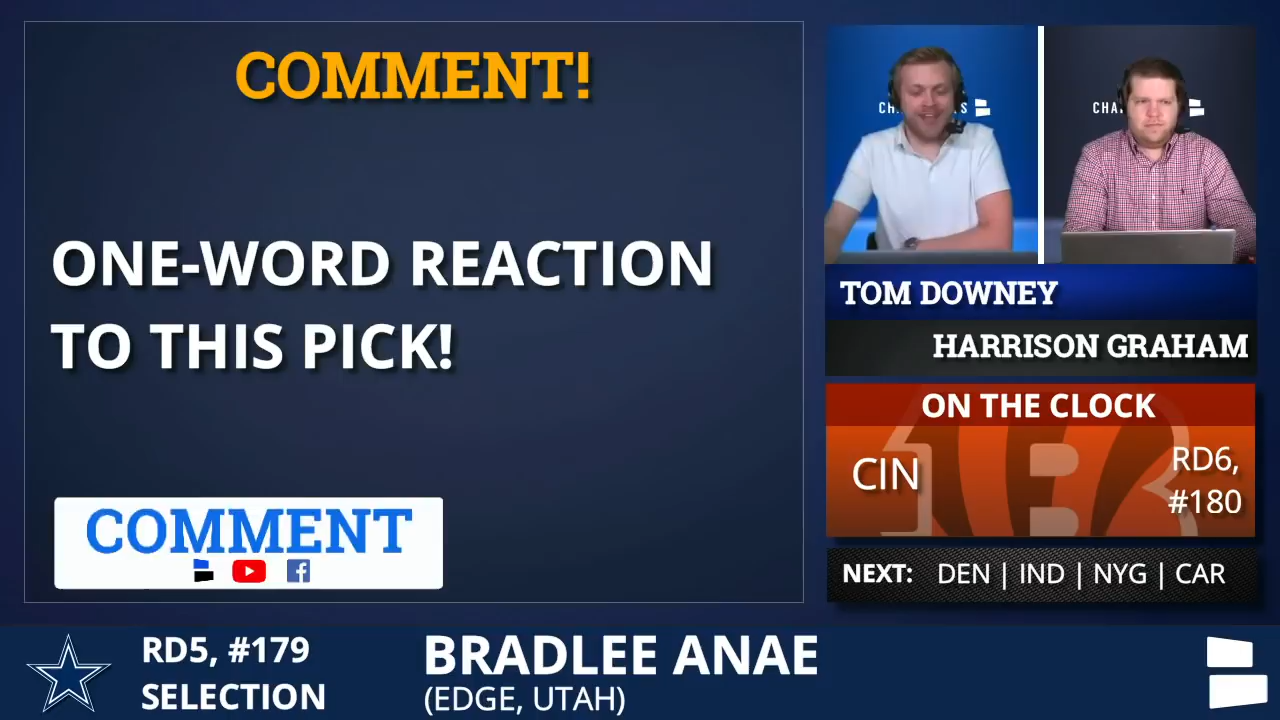 COMMENT!
ONE-WORD REACTION
TO THIS PICK!
COMMENT
TOM DOWNEY
HARRISON GRAHAM
ON THE CLOCK
CIN
RD6,
#180
NEXT: DEN | IND | NYG | CAR
RD5, #179
SELECTION
BRADLEE ANAE
(EDGE, UTAH)